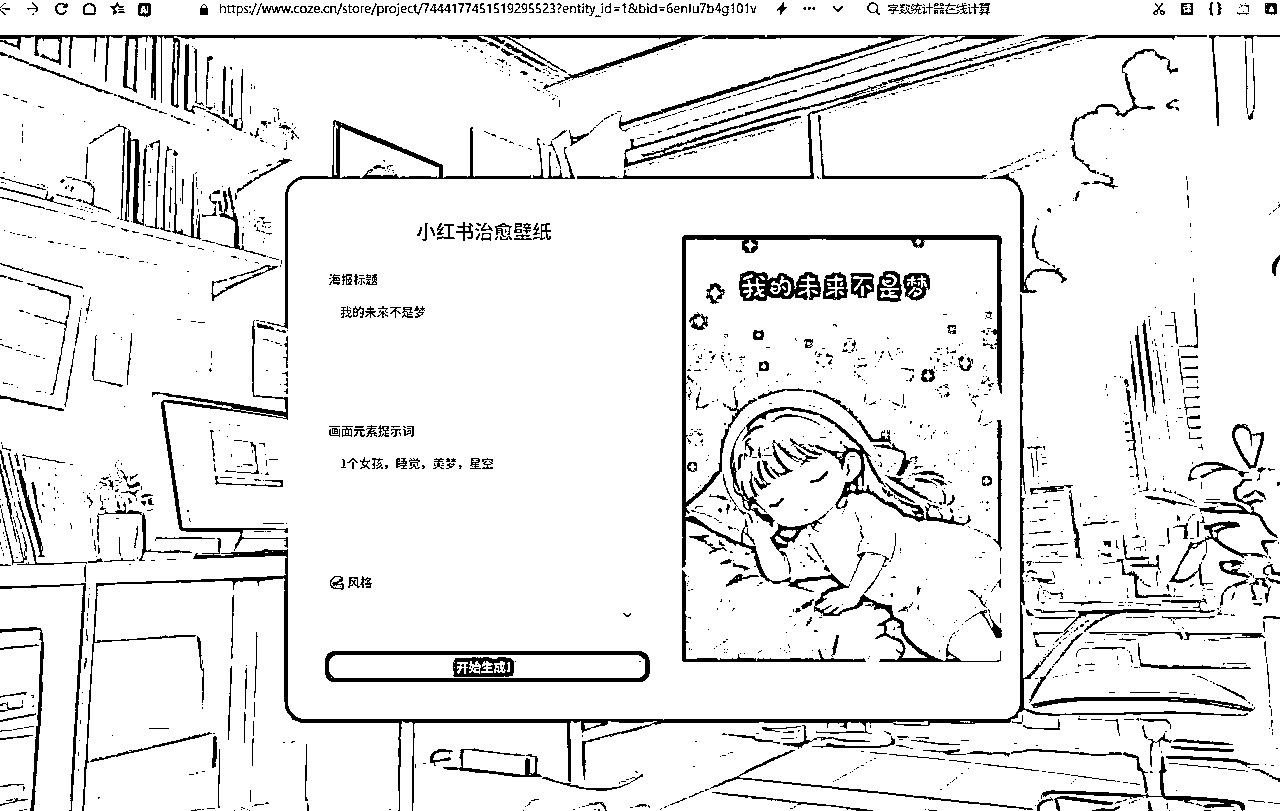 https://www.coze.cn/store/project/7444177451519295523?entity_id=1&bid=6enlu7b4g101v
字数统计器在线计算
小红书治愈壁纸
海报标题
我的未来不是梦
我的未来不是梦
画面元素提示词
1个女孩，睡觉，美梦，星空
风格
开始生成!